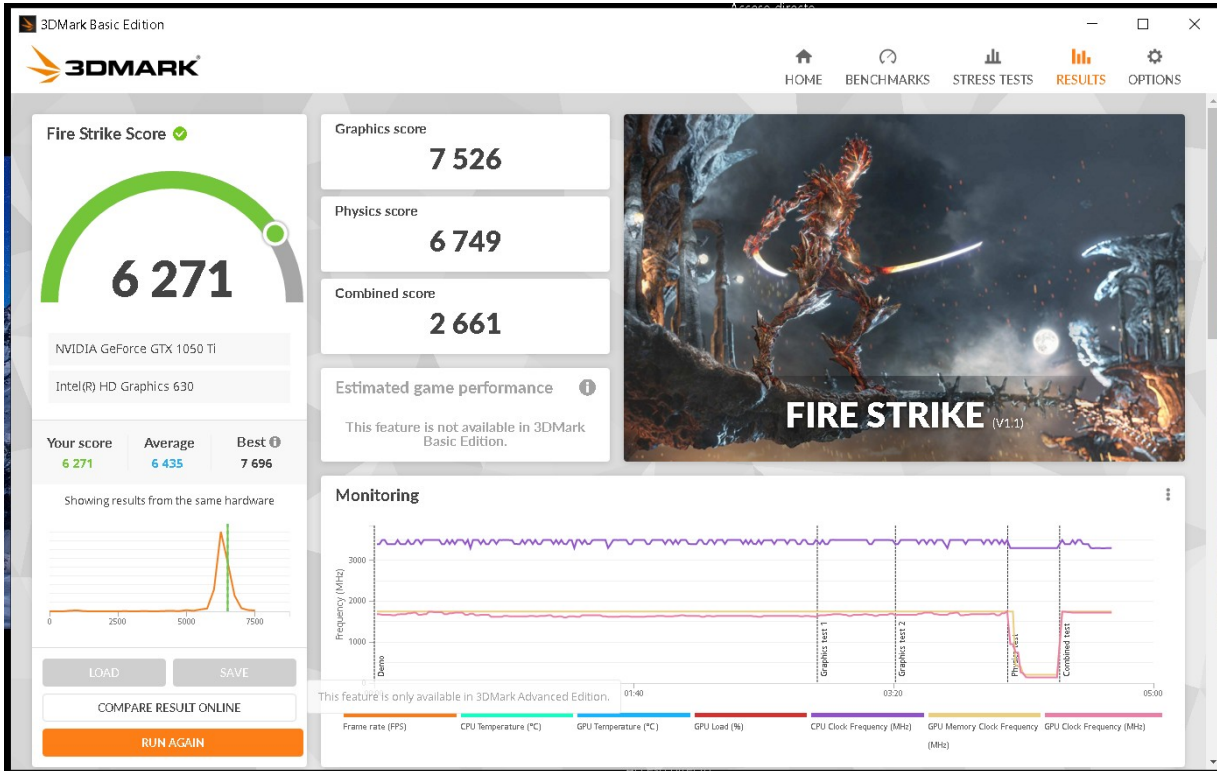 Acceso directo
3DMark Basic Edition
3DMARK
HOME
BENCHMARKS
STRESS TESTS
RESULTS
OPTIONS
Fire Strike Score
6 271
NVIDIA GeForce GTX 1050 Ti
Intel(R) HD Graphics 630
Your score
Average
Best
6 271
6 435
7 696
Showing results from the same hardware
0
2500
5000
7500
LOAD
SAVE
COMPARE RESULT ONLINE
RUN AGAIN
Graphics score
7 526
Physics score
6 749
Combined score
2 661
Estimated game performance
This feature is not available in 3DMark
Basic Edition.
FIRE STRIKE (V1.1)
Monitoring
Frequency (MHz)
3000
2000
1000
Demo
Graphics test 1
Graphics test 2
Physics test
Combined test
01:40
03:20
05:00
This feature is only available in 3DMark Advanced Edition.
Frame rate (FPS)
CPU Temperature (°C)
GPU Temperature (°C)
GPU Load (%)
CPU Clock Frequency (MHz)
GPU Memory Clock Frequency
(MHz)
GPU Clock Frequency (MHz)